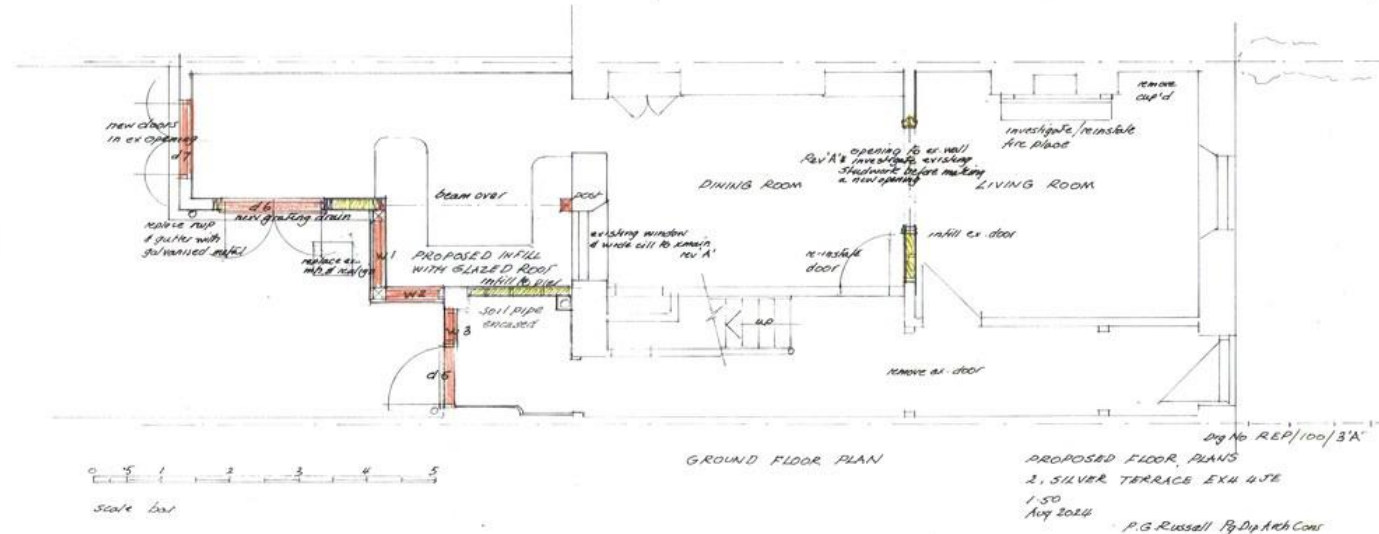 new doors
in ex opening
d7
d6
new grating drain
replace rwp
& gutter with
galvanised metal
replace ex.
mh & realign
w1
beam over
PROPOSED INFILL
WITH GLAZED ROOF
infill to pier
w2
soil pipe
encased
w3
d5
post
existing window
& wide cill to remain
rev 'A'
DINING ROOM
Rev 'A' &
opening to ex. wall
investigate existing
studwork before making
a new opening
LIVING ROOM
investigate/reinstate
fire place
remove
cup'd
infill ex. door
re-instate
door
up
remove ex. door
0 .5 1 2 3 4 5
scale bar
GROUND FLOOR PLAN
Drg No REP/100/3'A'
PROPOSED FLOOR PLANS
2, SILVER TERRACE EX4 4JE
1-50
Aug 2024
P.G. Russell Pg Dip Arch Cons